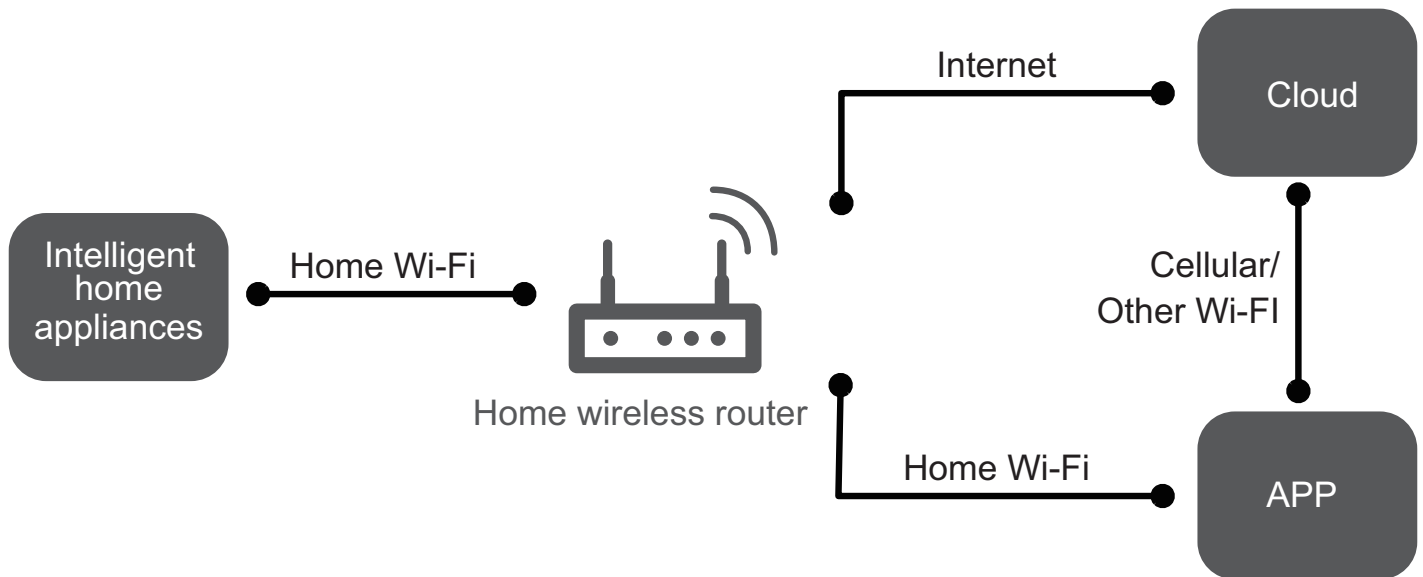 Internet
Cloud
Intelligent
home
appliances
Home Wi-Fi
Cellular/
Other Wi-FI
Home wireless router
Home Wi-Fi
APP